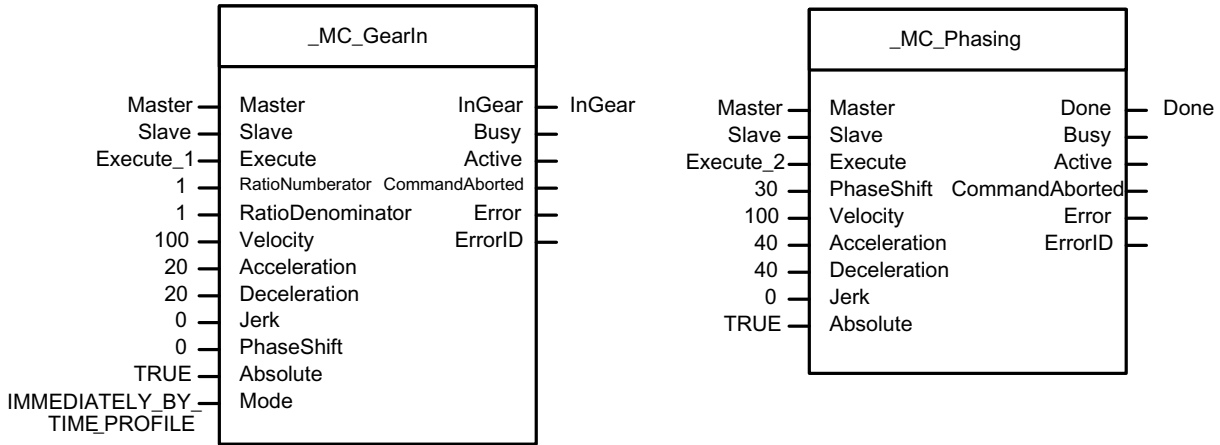 _MC_GearIn
Master Master InGear InGear
Slave Slave Busy
Execute_1 Execute Active
1 RatioNumberator CommandAborted
1 RatioDenominator Error
100 Velocity ErrorID
20 Acceleration
20 Deceleration
0 Jerk
0 PhaseShift
TRUE Absolute
IMMEDIATELY_BY_ Mode
TIME_PROFILE
_MC_Phasing
Master Master Done Done
Slave Slave Busy
Execute_2 Execute Active
30 PhaseShift CommandAborted
100 Velocity Error
40 Acceleration ErrorID
40 Deceleration
0 Jerk
TRUE Absolute